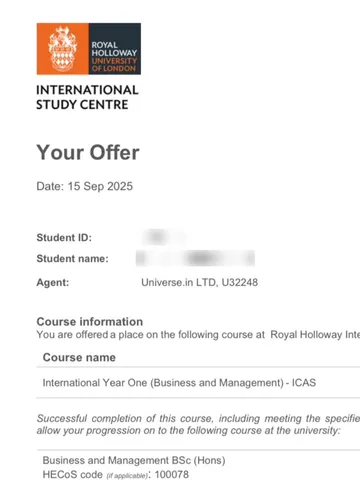 ROYAL
HOLLOWAY
UNIVERSITY
OF LONDON
INTERNATIONAL
STUDY CENTRE
Your Offer
Date: 15 Sep 2025
Student ID:
Student name:
Agent: Universe.in LTD, U32248
Course information
You are offered a place on the following course at Royal Holloway Inte
Course name
International Year One (Business and Management) - ICAS
Successful completion of this course, including meeting the specifie
allow your progression on to the following course at the university:
Business and Management BSc (Hons)
HECoS code (if applicable): 100078